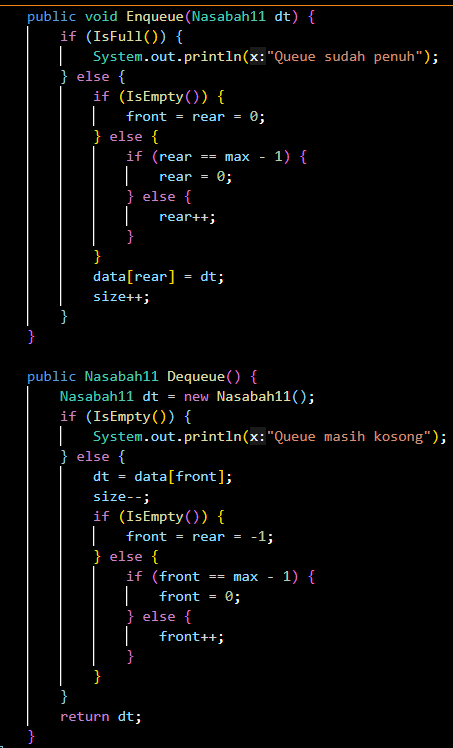 public void Enqueue(Nasabah11 dt) {
    if (IsFull()) {
        System.out.println(x:"Queue sudah penuh");
    } else {
        if (IsEmpty()) {
            front = rear = 0;
        } else {
            if (rear == max - 1) {
                rear = 0;
            } else {
                rear++;
            }
        }
        data[rear] = dt;
        size++;
    }
}

public Nasabah11 Dequeue() {
    Nasabah11 dt = new Nasabah11();
    if (IsEmpty()) {
        System.out.println(x:"Queue masih kosong");
    } else {
        dt = data[front];
        size--;
        if (IsEmpty()) {
            front = rear = -1;
        } else {
            if (front == max - 1) {
                front = 0;
            } else {
                front++;
            }
        }
    }
    return dt;
}